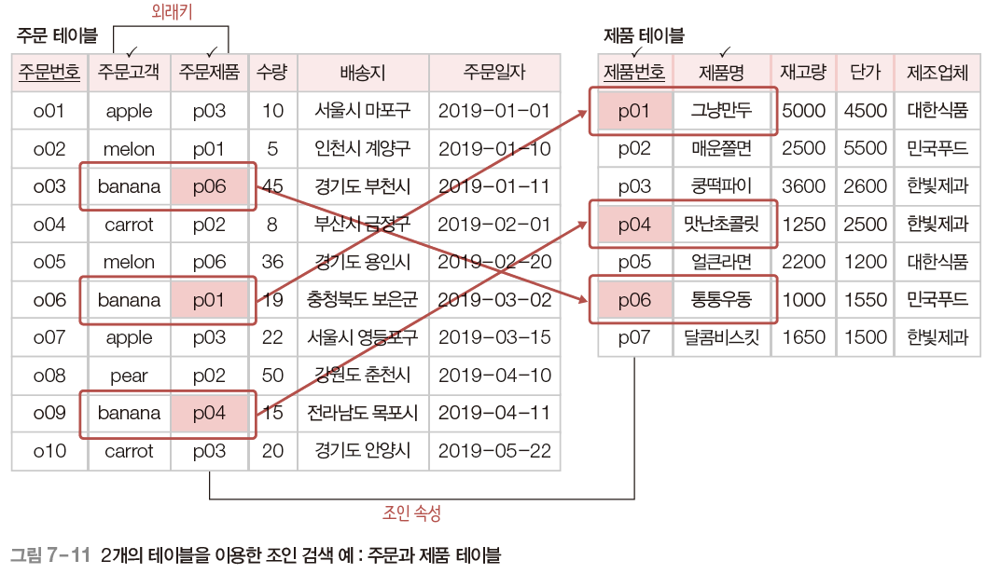 외래키
주문 테이블
주문번호 주문고객 주문제품 수량 배송지 주문일자
o01 apple p03 10 서울시 마포구 2019-01-01
o02 melon p01 5 인천시 계양구 2019-01-10
o03 banana p06 45 경기도 부천시 2019-01-11
o04 carrot p02 8 부산시 금정구 2019-02-01
o05 melon p06 36 경기도 용인시 2019-02-20
o06 banana p01 19 충청북도 보은군 2019-03-02
o07 apple p03 22 서울시 영등포구 2019-03-15
o08 pear p02 50 강원도 춘천시 2019-04-10
o09 banana p04 15 전라남도 목포시 2019-04-11
o10 carrot p03 20 경기도 안양시 2019-05-22
제품 테이블
제품번호 제품명 재고량 단가 제조업체
p01 그냥만두 5000 4500 대한식품
p02 매운쫄면 2500 5500 민국푸드
p03 쿵떡파이 3600 2600 한빛제과
p04 맛난초콜릿 1250 2500 한빛제과
p05 얼큰라면 2200 1200 대한식품
p06 통통우동 1000 1550 민국푸드
p07 달콤비스킷 1650 1500 한빛제과
조인 속성
그림 7-11 2개의 테이블을 이용한 조인 검색 예 : 주문과 제품 테이블